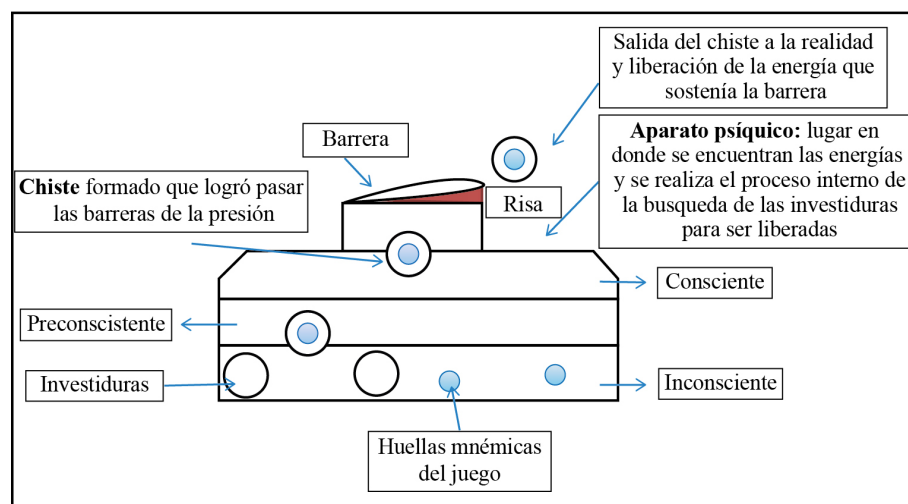 Salida del chiste a la realidad
y liberación de la energía que
sostenía la barrera
Barrera
Aparato psíquico: lugar en
donde se encuentran las energías
y se realiza el proceso interno de
la busqueda de las investiduras
para ser liberadas
Chiste formado que logró pasar
las barreras de la presión
Risa
Consciente
Preconscistente
Investiduras
Inconsciente
Huellas mnémicas
del juego